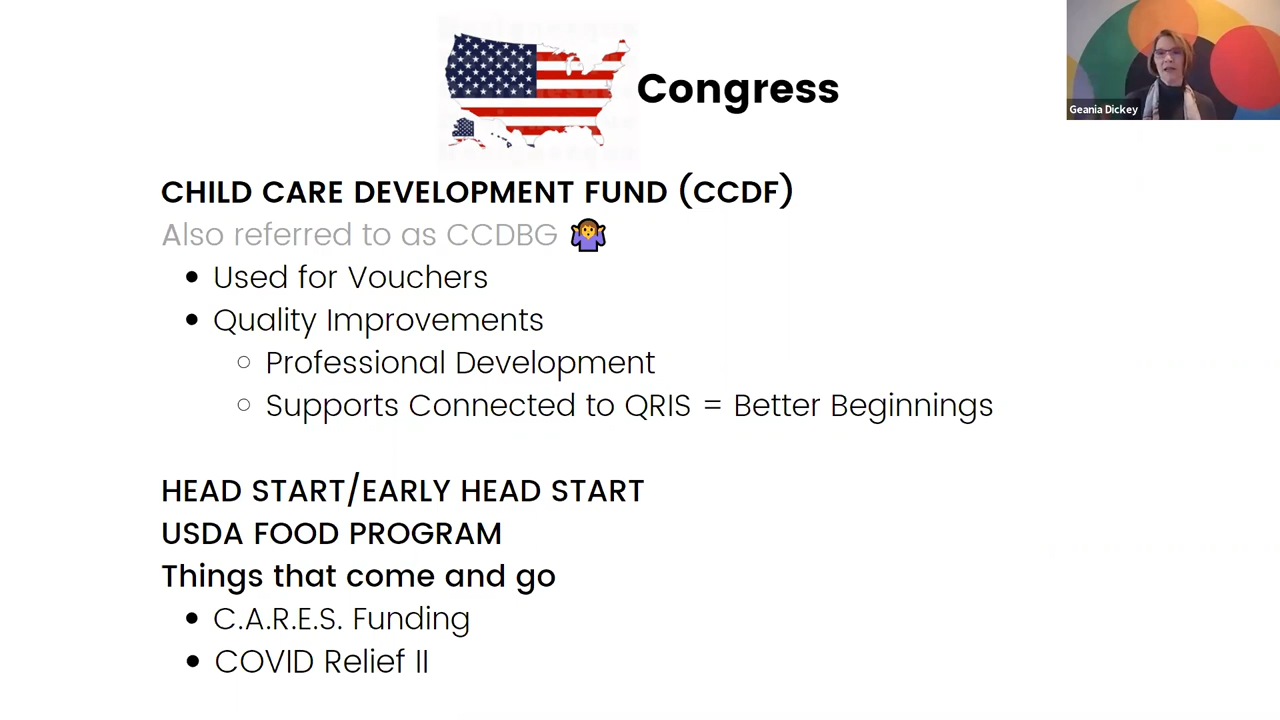 Congress
Geania Dickey
CHILD CARE DEVELOPMENT FUND (CCDF)
Also referred to as CCDBG 🤷
• Used for Vouchers
• Quality Improvements
○ Professional Development
○ Supports Connected to QRIS = Better Beginnings
HEAD START/EARLY HEAD START
USDA FOOD PROGRAM
Things that come and go
• C.A.R.E.S. Funding
• COVID Relief II